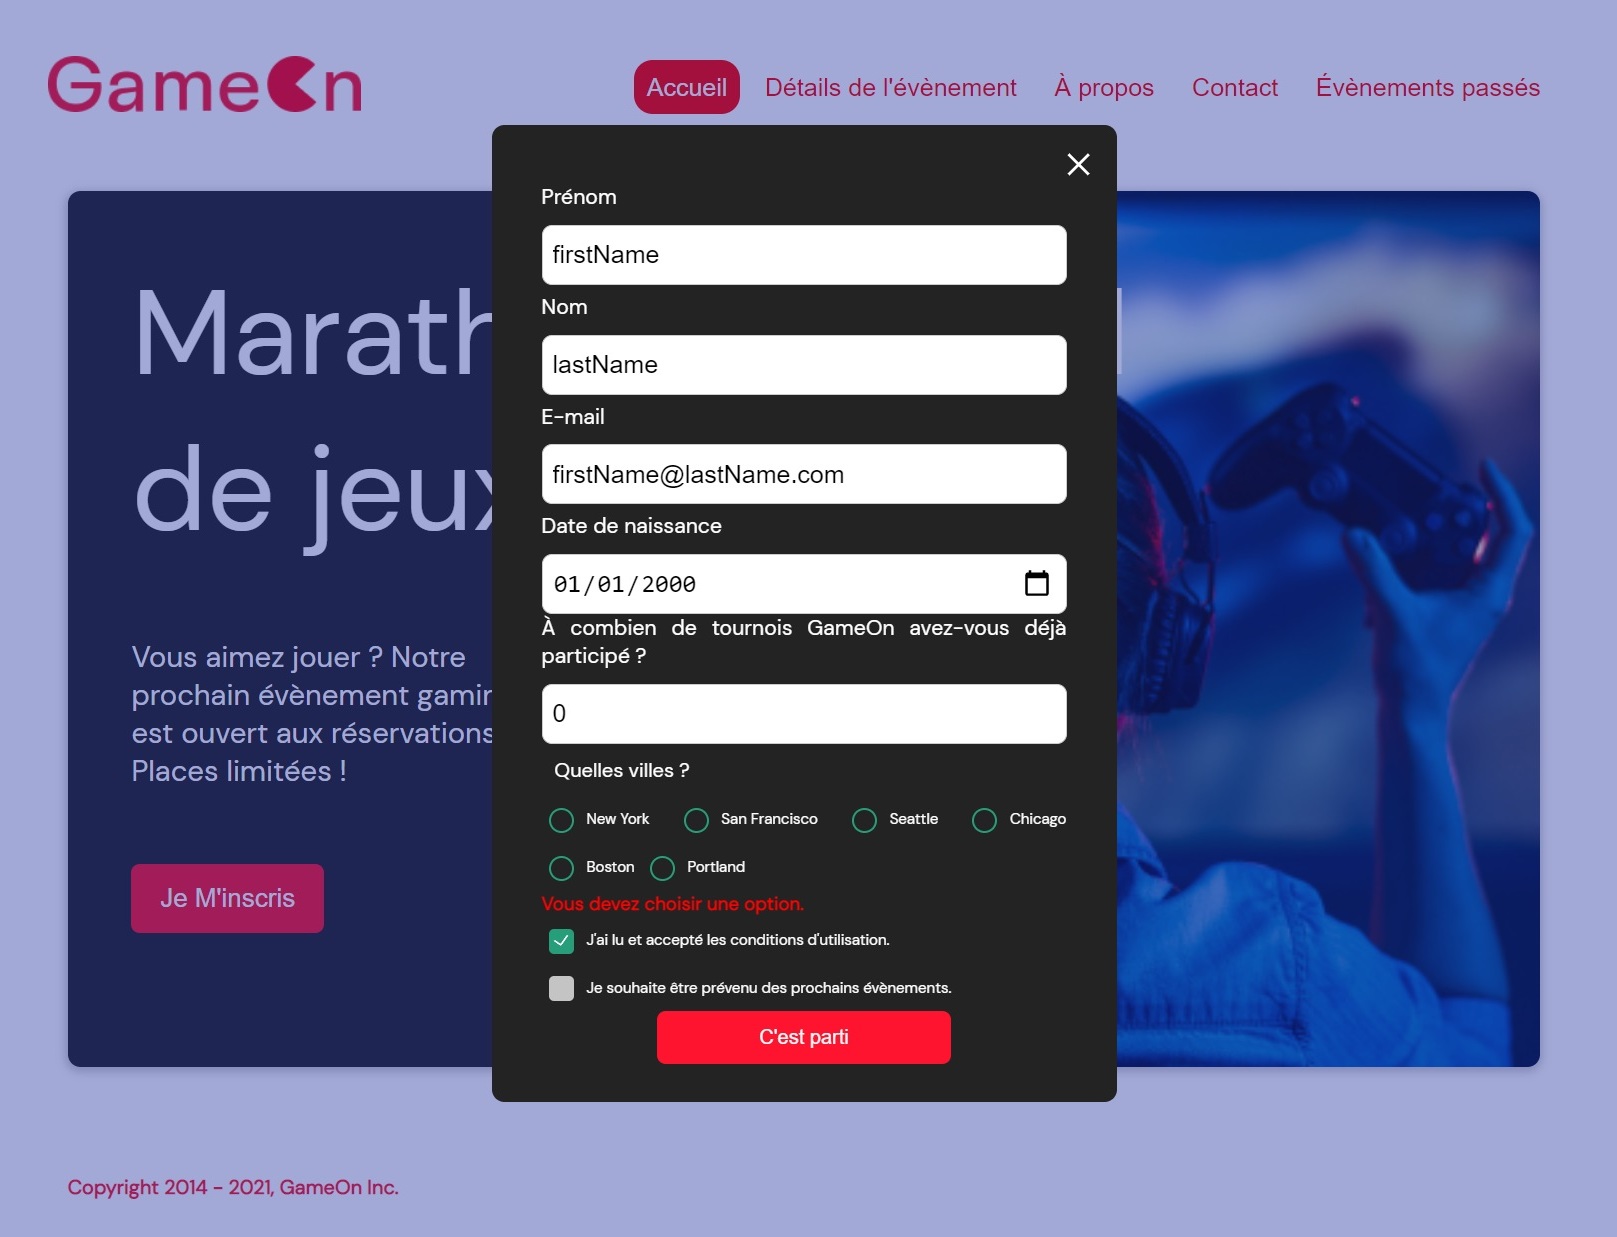 GameOn
Accueil Détails de l'évènement À propos Contact Évènements passés
Prénom
firstName
Nom
lastName
E-mail
firstName@lastName.com
Date de naissance
01/01/2000
À combien de tournois GameOn avez-vous déjà
participé ?
0
Quelles villes ?
New York San Francisco Seattle Chicago
Boston Portland
Vous devez choisir une option.
J'ai lu et accepté les conditions d'utilisation.
Je souhaite être prévenu des prochains évènements.
C'est parti
de
Vous aimez jouer ? Notre
prochain évènement
est ouvert aux réservations
Places limitées !
Je M'inscris
Copyright 2014 - 2021, GameOn Inc.